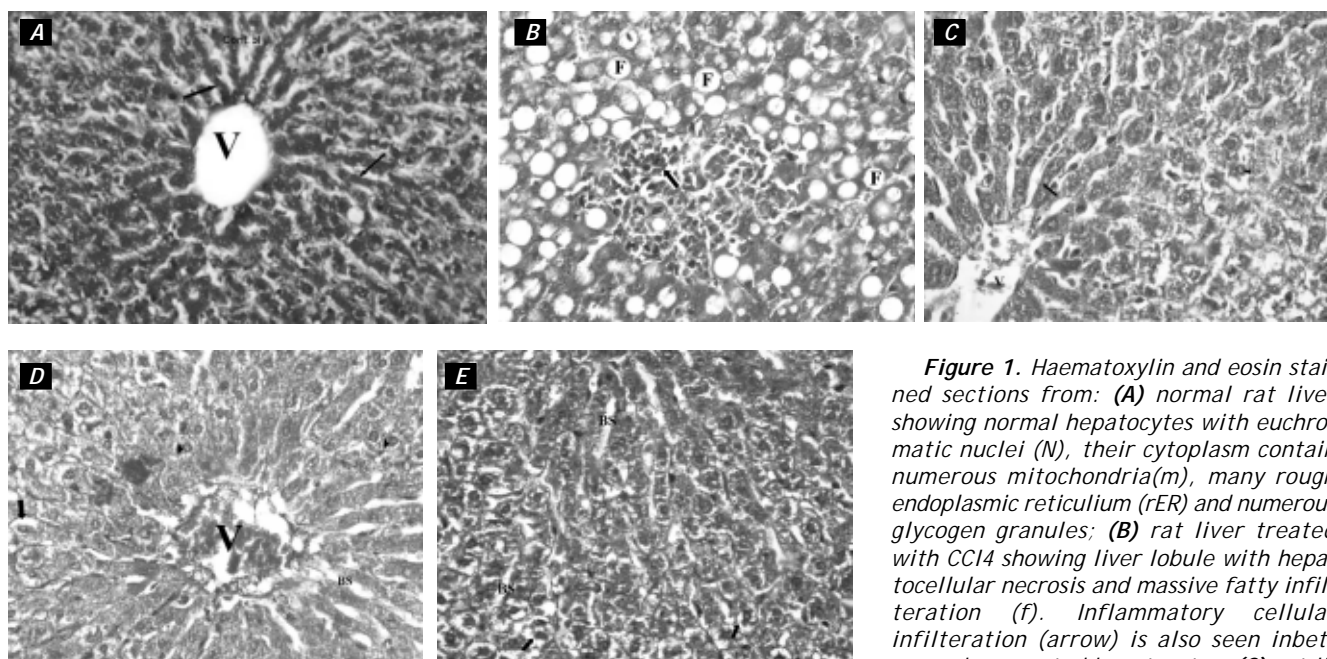 A
V
B
F
F
F
C
V
D
V
BS
E
BS
BS
Figure 1. Haematoxylin and eosin stai-
ned sections from: (A) normal rat live
showing normal hepatocytes with euchro
matic nuclei (N), their cytoplasm contain
numerous mitochondria(m), many rough
endoplasmic reticulium (rER) and numerou
glycogen granules; (B) rat liver treated
with CCl4 showing liver lobule with hepa
tocellular necrosis and massive fatty infil
teration (f). Inflammatory cellula
infilteration (arrow) is also seen inbet